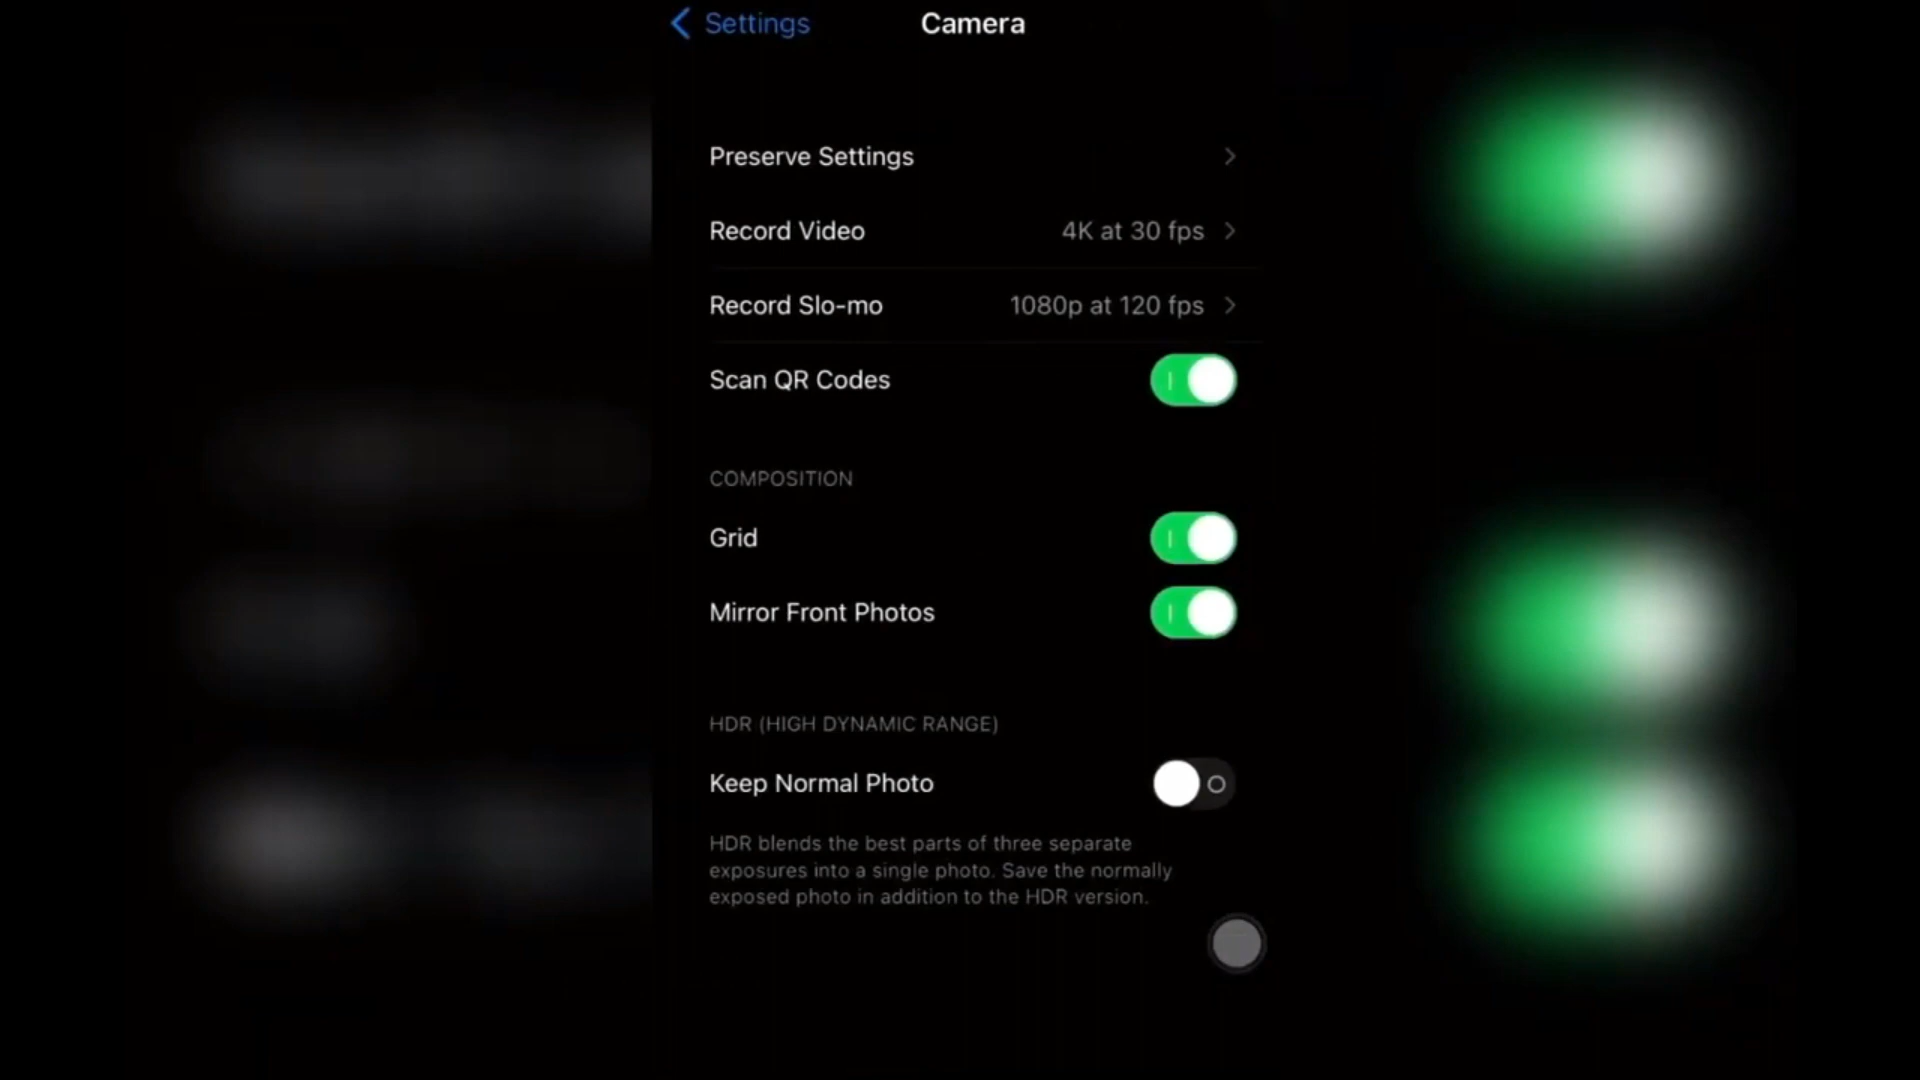 Settings
Camera
Preserve Settings
Record Video 4K at 30 fps
Record Slo-mo 1080p at 120 fps
Scan QR Codes
COMPOSITION
Grid
Mirror Front Photos
HDR (HIGH DYNAMIC RANGE)
Keep Normal Photo
HDR blends the best parts of three separate
exposures into a single photo. Save the normally
exposed photo in addition to the HDR version.